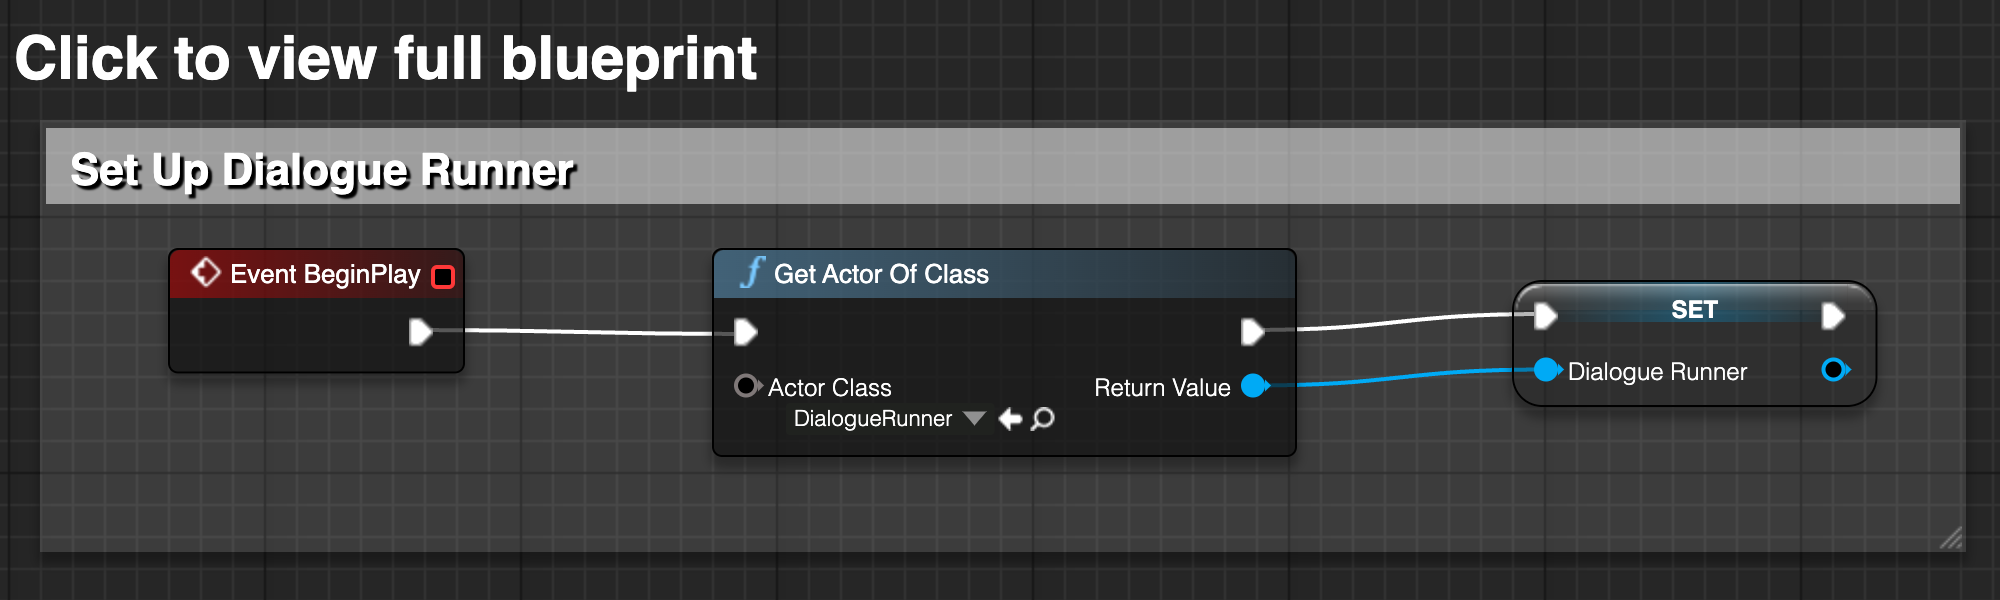 Click to view full blueprint
Set Up Dialogue Runner
Event BeginPlay
f Get Actor Of Class
Actor Class
DialogueRunner
Return Value
SET
Dialogue Runner